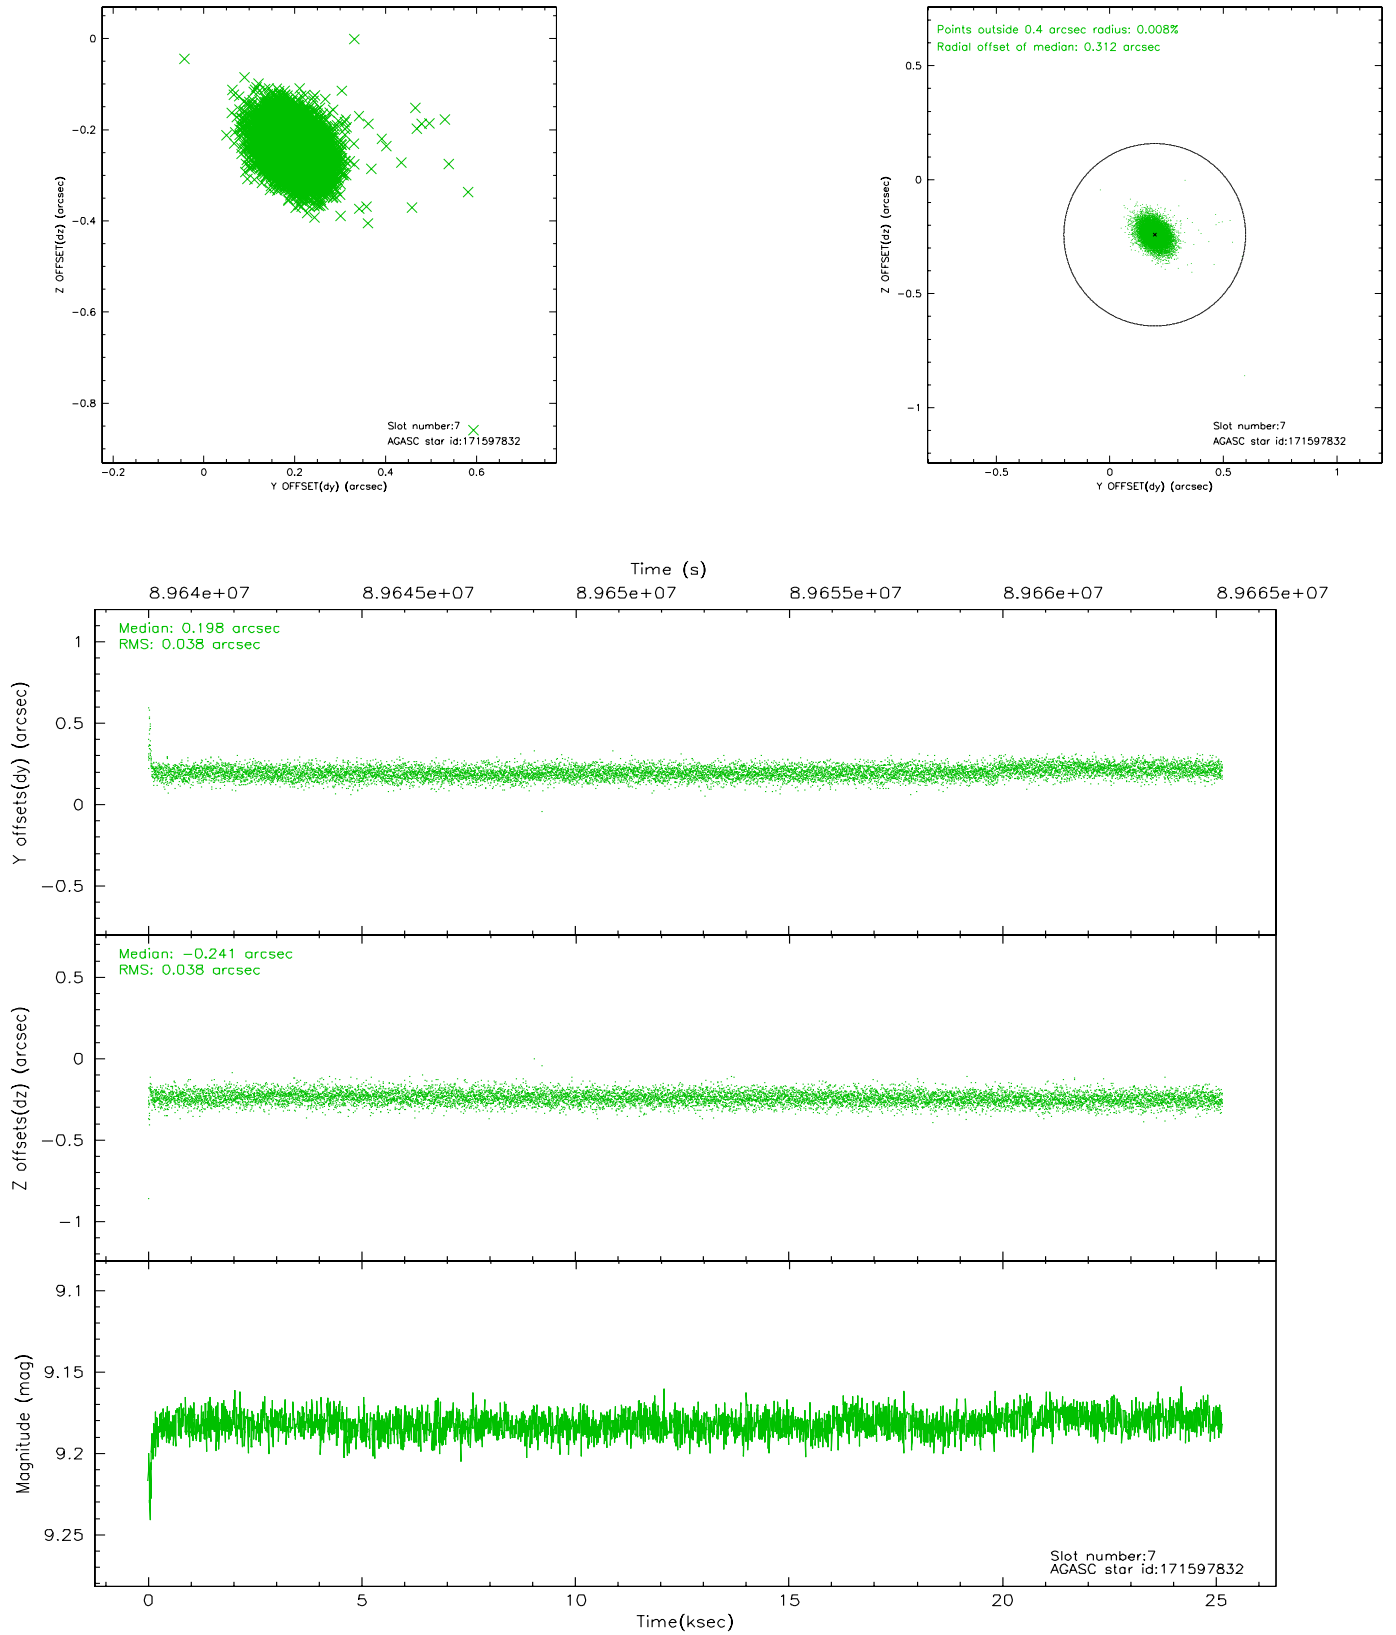 0
−0.2
−0.4
−0.6
−0.8
Z OFFSET(dz) (arcsec)
−0.2 0 0.2 0.4 0.6
Y OFFSET(dy) (arcsec)
Slot number:7
AGASC star id:171597832
Points outside 0.4 arcsec radius: 0.008%
Radial offset of median: 0.312 arcsec
0.5
0
−0.5
−1
Z OFFSET(dz) (arcsec)
−0.5 0 0.5 1
Y OFFSET(dy) (arcsec)
Slot number:7
AGASC star id:171597832
Time (s)
8.964e+07 8.9645e+07 8.965e+07 8.9655e+07 8.966e+07 8.9665e+07
Median: 0.198 arcsec
RMS: 0.038 arcsec
1
0.5
0
−0.5
Y offsets(dy) (arcsec)
Median: −0.241 arcsec
RMS: 0.038 arcsec
0.5
0
−0.5
−1
Z offsets(dz) (arcsec)
9.1
9.15
9.2
9.25
Magnitude (mag)
Slot number:7
AGASC star id:171597832
0 5 10 15 20 25
Time(ksec)